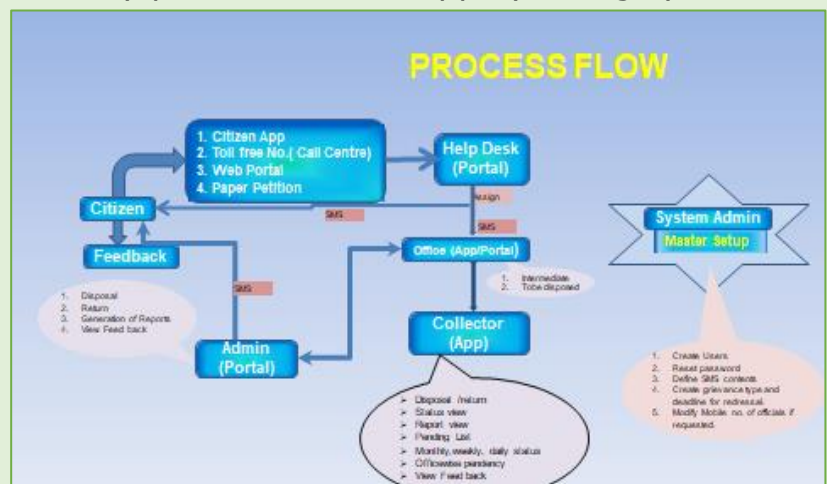 PROCESS FLOW
1. Citizen App
2. Toll free No.( Call Centre)
3. Web Portal
4. Paper Petition
Help Desk
(Portal)
Assign
SMS
SMS
Citizen
Feedback
Office (App/Portal)
1. Intermediate
2. To be disposed
SMS
1. Disposal
2. Return
3. Generation of Reports
4. View Feed back
Admin
(Portal)
Collector
(App)
➢ Disposal /return
➢ Status view
➢ Report view
➢ Pending List
➢ Monthly, weekly, daily status
➢ Officewise pendency
➢ View Feed back
System Admin
Master Setup
1. Create Users
2. Reset password
3. Define SMS contents
4. Create grievance type and
deadline for redressal.
5. Modify Mobile no. of officials if
requested.